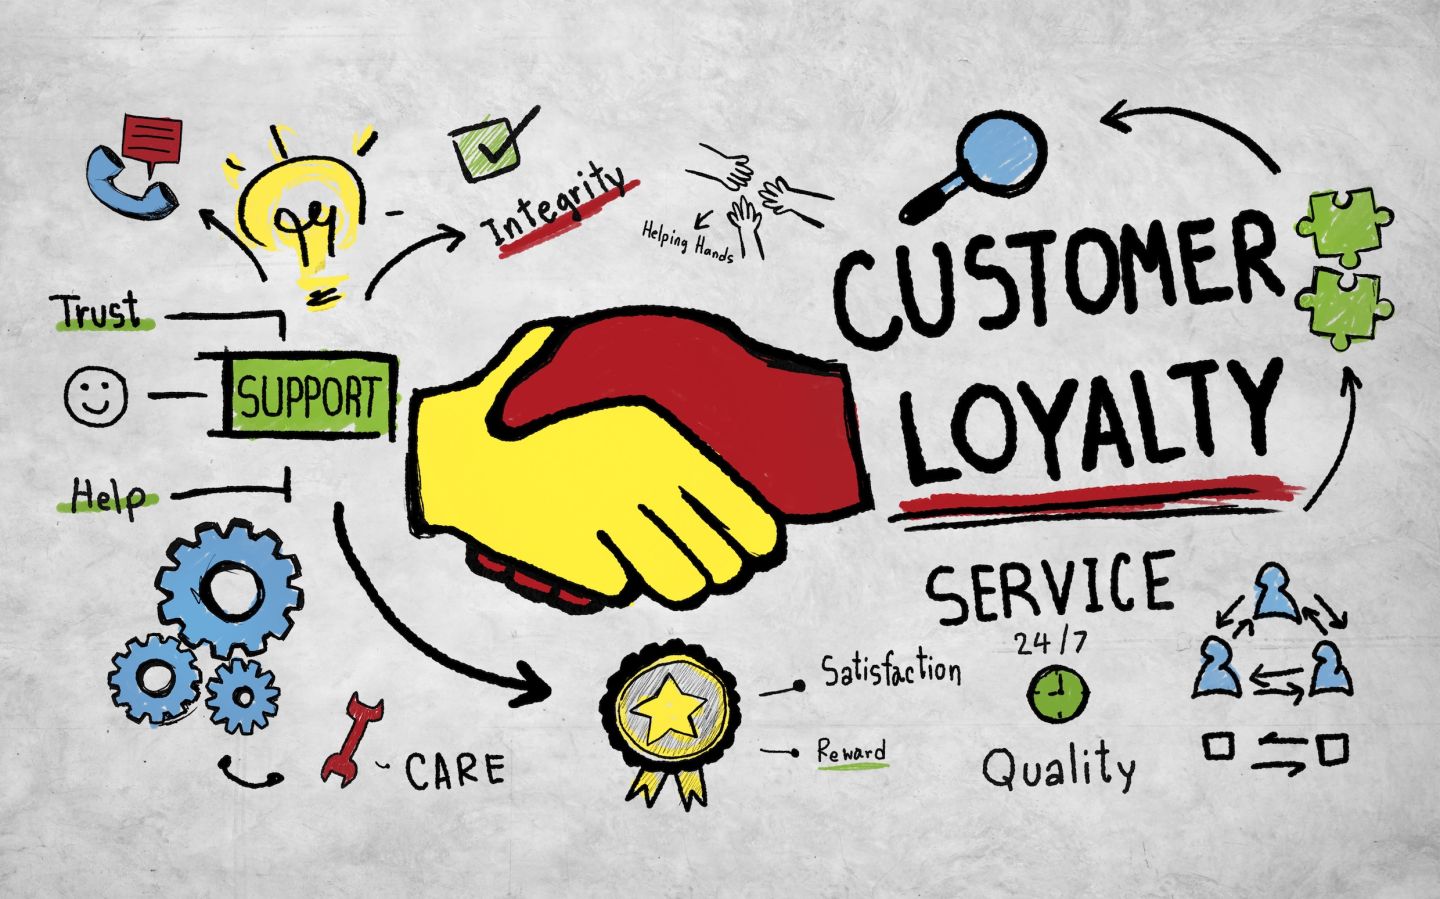 Integrity
Helping Hands
CUSTOMER
LOYALTY
Trust
SUPPORT
Help
SERVICE
24/7
Satisfaction
Reward
CARE
Quality